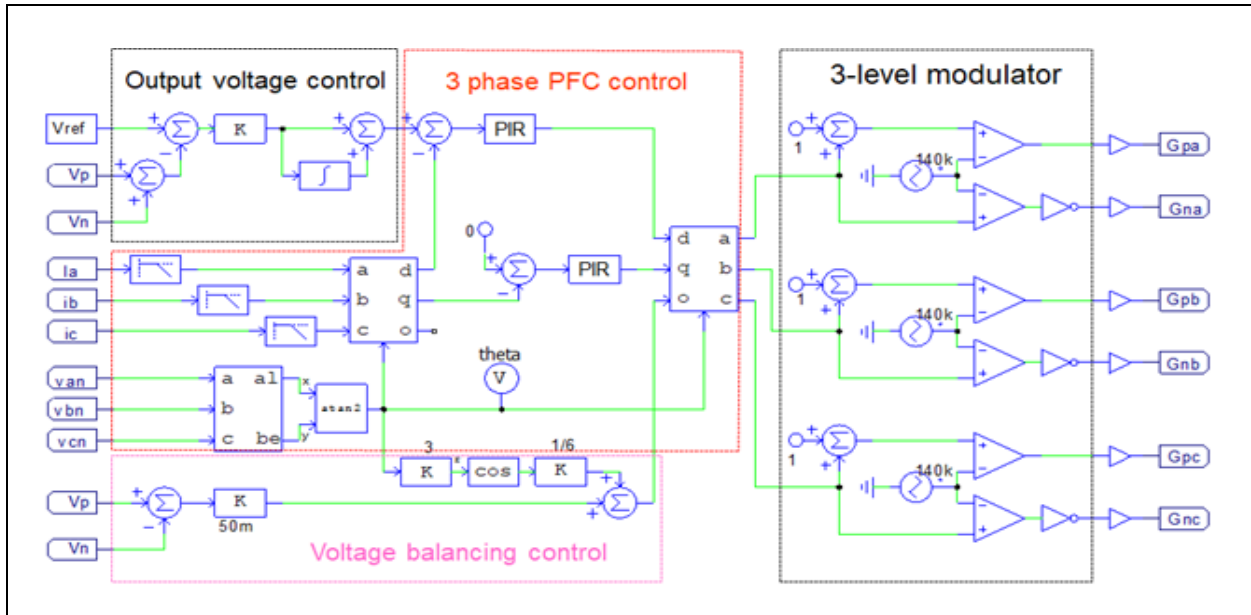 Output voltage control
3 phase PFC control
3-level modulator
Vref
K
PIR
1
140k
Gpa
Vp
Vn
Gna
0
Ia
a
d
PIR
d
a
ib
b
q
q
b
1
140k
Gpb
ic
c
o
o
c
theta
V
Gnb
van
a
al
x
vbn
b
atan2
vcn
c
be
y
3
K
x
cos
1/6
K
1
140k
Gpc
Vp
K
50m
Vn
Gnc
Voltage balancing control